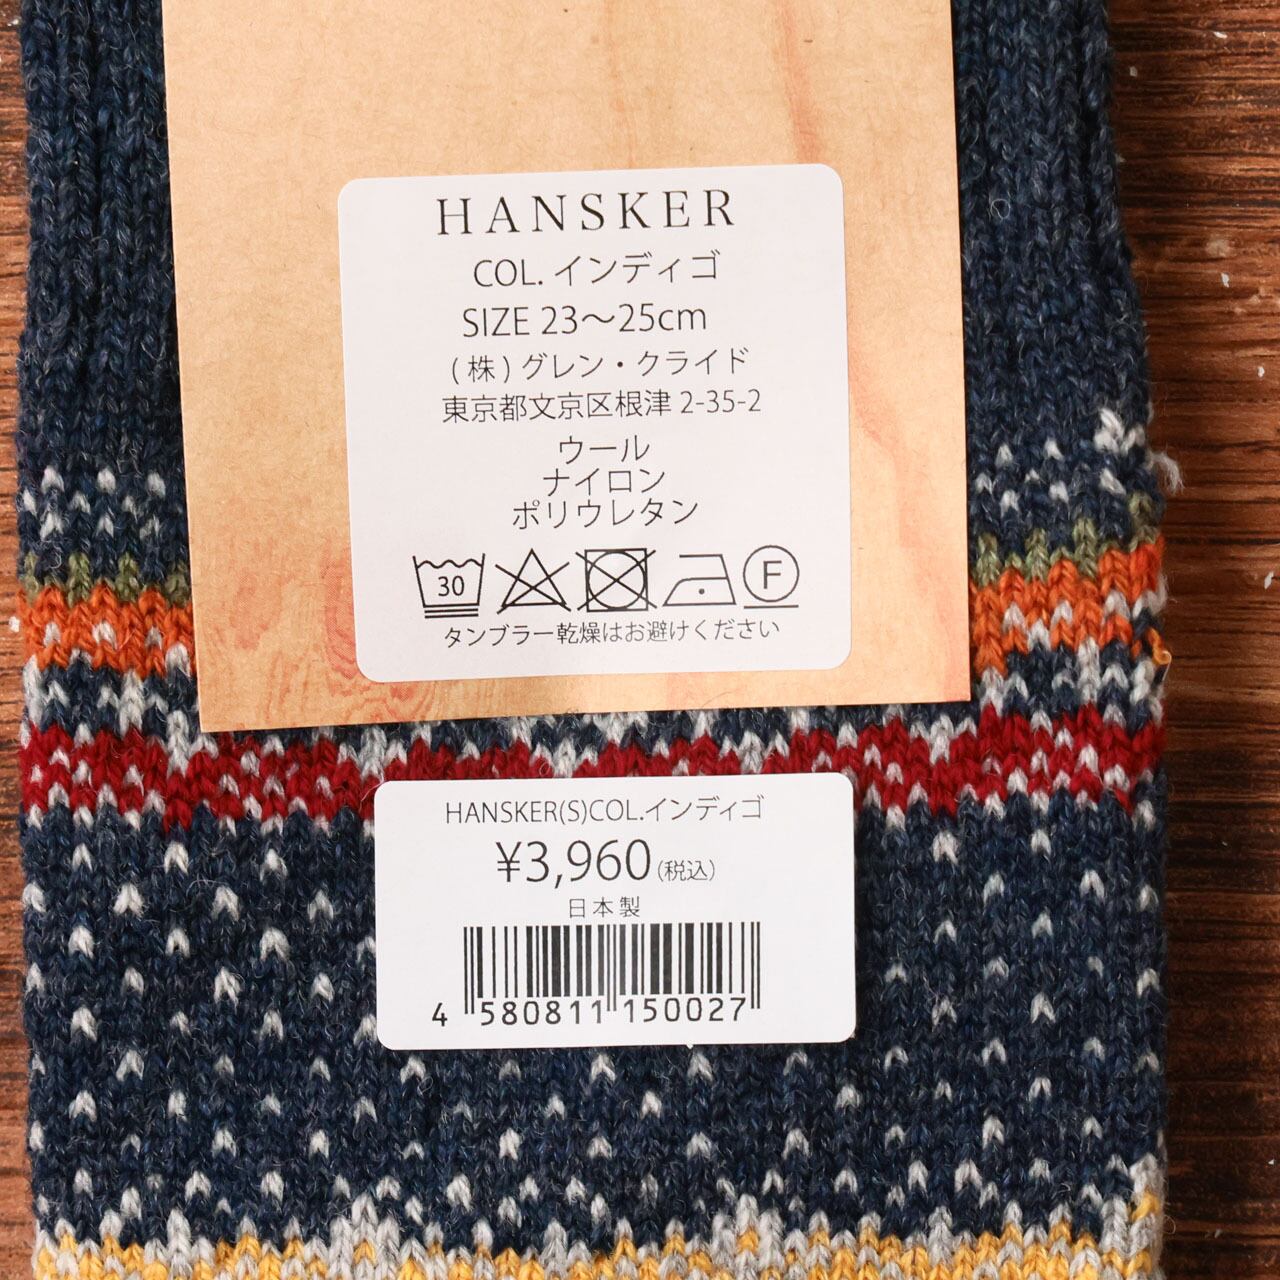 HANSKER
COL. インディゴ
SIZE 23〜25cm
(株)グレン・クライド
東京都文京区根津 2-35-2
ウール
ナイロン
ポリウレタン
30 F
タンブラー乾燥はお避けください
HANSKER(S)COL.インディゴ
¥3,960(税込)
日本製
4 580811 150027